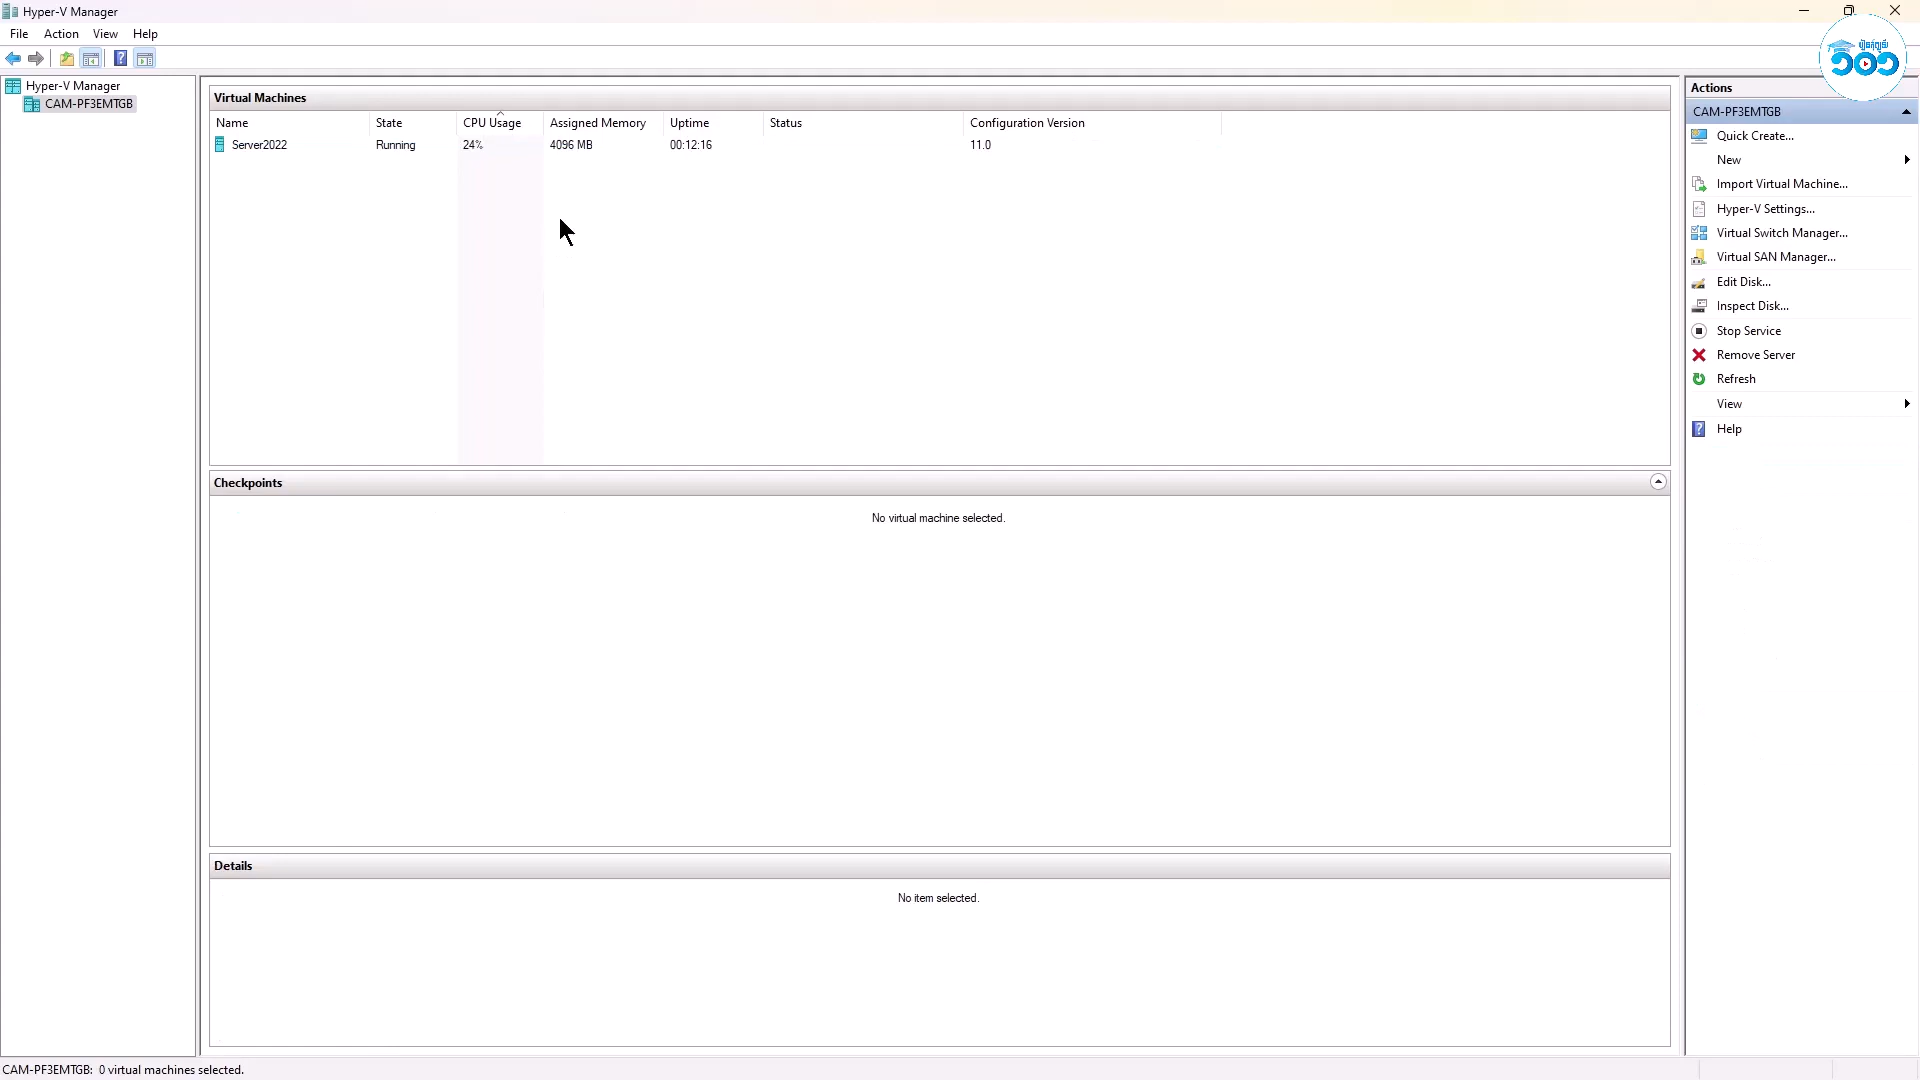 Hyper-V Manager
File Action View Help
Hyper-V Manager
CAM-PF3EMTGB
Virtual Machines
Name State CPU Usage Assigned Memory Uptime Status Configuration Version
Server2022 Running 24% 4096 MB 00:12:16 11.0
Checkpoints
No virtual machine selected.
Details
No item selected.
Actions
CAM-PF3EMTGB
Quick Create...
New
Import Virtual Machine...
Hyper-V Settings...
Virtual Switch Manager...
Virtual SAN Manager...
Edit Disk...
Inspect Disk...
Stop Service
Remove Server
Refresh
View
Help
CAM-PF3EMTGB: 0 virtual machines selected.